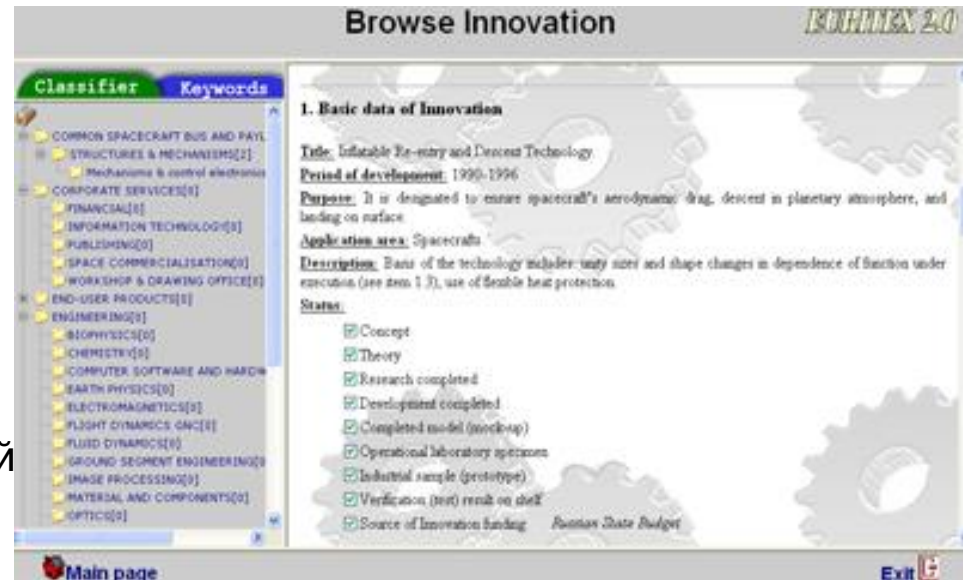 Browse Innovation
EURITEX 2.0
Classifier Keywords
COMMON SPACECRAFT BUS AND PAYL
STRUCTURES & MECHANISMS[2]
Mechanisms & control electronics
CORPORATE SERVICES[0]
FINANCIAL[0]
INFORMATION TECHNOLOGY[0]
PUBLISHING[0]
SPACE COMMERCIALISATION[0]
WORKSHOP & DRAWING OFFICE[0]
END-USER PRODUCTS[0]
ENGINEERING[0]
BIOPHYSICS[0]
CHEMISTRY[0]
COMPUTER SOFTWARE AND HARDW
EARTH PHYSICS[0]
ELECTROMAGNETICS[0]
FLIGHT DYNAMICS GNC[0]
FLUID DYNAMICS[0]
GROUND SEGMENT ENGINEERING[0
IMAGE PROCESSING[0]
MATERIAL AND COMPONENTS[0]
OPTICS[0]
й
1. Basic data of Innovation
Title: Inflatable Re-entry and Descent Technology
Period of development: 1990-1996
Purpose: It is designated to ensure spacecraft's aerodynamic drag, descent in planetary atmosphere, and
landing on surface
Application area: Spacecrafts
Description: Basis of the technology includes: unity sizes and shape changes in dependence of function under
execution (see item 1.3), use of flexible heat protection.
Status:
Concept
Theory
Research completed
Development completed
Completed model (mock-up)
Operational laboratory specimen
Industrial sample (prototype)
Verification (test) result on shelf
Source of Innovation funding Russian State Budget
Main page
Exit